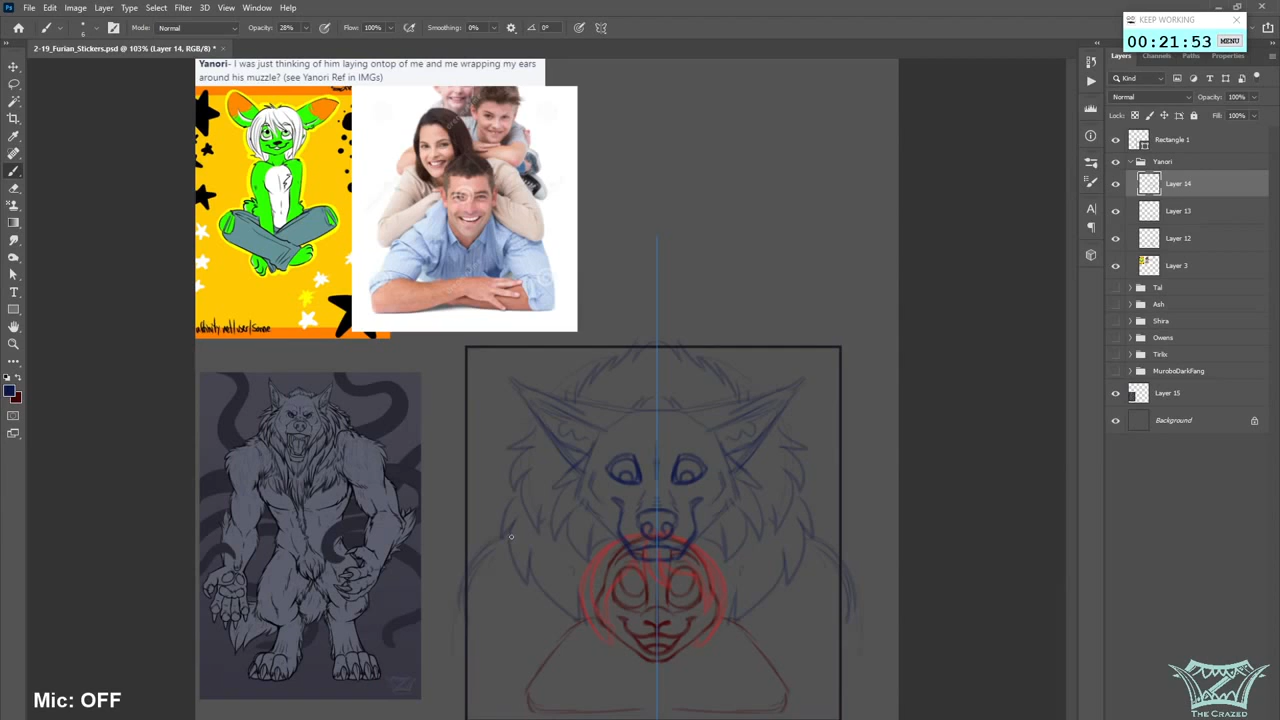 File Edit Image Layer Type Select Filter 3D View Window Help
KEEP WORKING
00:21:53 MENU
Mode: Normal Opacity: 28% Flow: 100% Smoothing: 0% 0°
2-19_Furian_Stickers.psd @ 103% (Layer 14, RGB/8) *
Yanori- I was just thinking of him laying ontop of me and me wrapping my ears
around his muzzle? (see Yanori Ref in IMGs)
Layers Channels Paths Properties
Kind
Normal Opacity: 100%
Lock: Fill: 100%
Rectangle 1
Yanori
Layer 14
Layer 13
Layer 12
Layer 3
Tal
Ash
Shira
Owens
Tirlix
MuroboDarkFang
Layer 15
Background
Mic: OFF
THE CRAZED